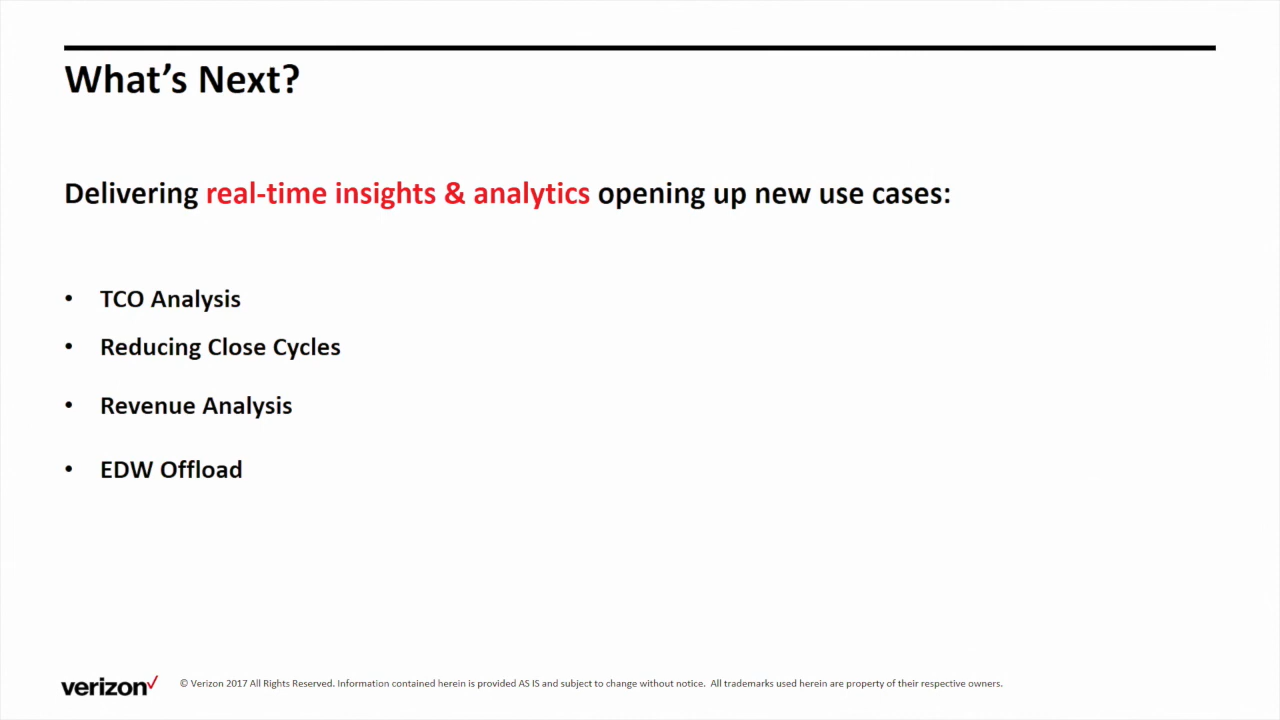 What’s Next?
Delivering real-time insights & analytics opening up new use cases:
• TCO Analysis
• Reducing Close Cycles
• Revenue Analysis
• EDW Offload
verizon✓ © Verizon 2017 All Rights Reserved. Information contained herein is provided AS IS and subject to change without notice. All trademarks used herein are property of their respective owners.